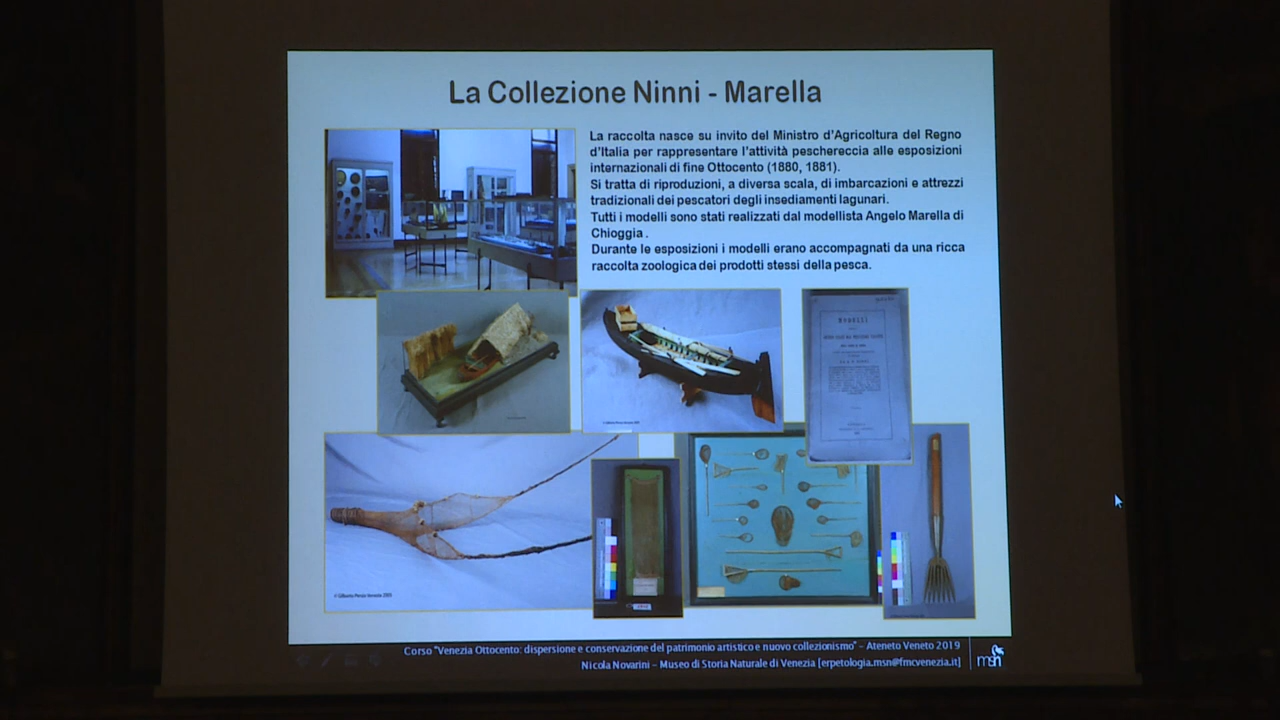 La Collezione Ninni - Marella
La raccolta nasce su invito del Ministro d'Agricoltura del Regno
d'Italia per rappresentare l'attività peschereccia alle esposizioni
internazionali di fine Ottocento (1880, 1881).
Si tratta di riproduzioni, a diversa scala, di imbarcazioni e attrezzi
tradizionali dei pescatori degli insediamenti lagunari.
Tutti i modelli sono stati realizzati dal modellista Angelo Marella di
Chioggia .
Durante le esposizioni i modelli erano accompagnati da una ricca
raccolta zoologica dei prodotti stessi della pesca.
MODELLI
Corso "Venezia Ottocento: dispersione e conservazione del patrimonio artistico e nuovo collezionismo" – Ateneto Veneto 2019
Nicola Novarini – Museo di Storia Naturale di Venezia [erpetologia.msn@fmcvenezia.it]
msn